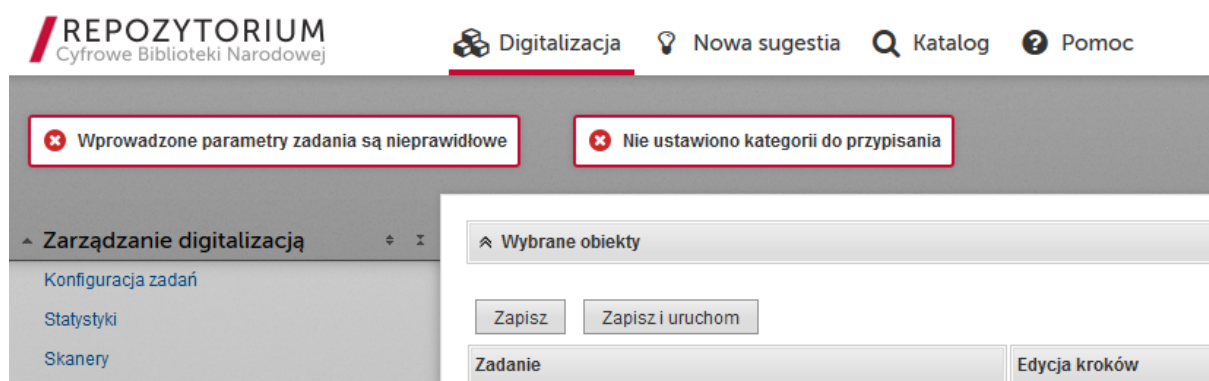 REPOZYTORIUM
Cyfrowe Biblioteki Narodowej
Digitalizacja
Nowa sugestia
Katalog
Pomoc
Wprowadzone parametry zadania są nieprawidłowe
Nie ustawiono kategorii do przypisania
Zarządzanie digitalizacją
Wybrane obiekty
Konfiguracja zadań
Statystyki
Zapisz
Zapisz i uruchom
Skanery
Zadanie
Edycja kroków